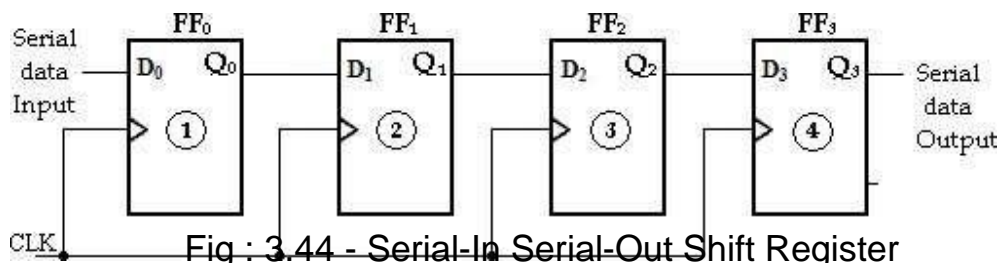 FF₀ FF₁ FF₂ FF₃
Serial
data
Input
D₀ Q₀ D₁ Q₁ D₂ Q₂ D₃ Q₃
Serial
data
Output
1 2 3 4
CLK
Fig : 3.44 - Serial-In Serial-Out Shift Register